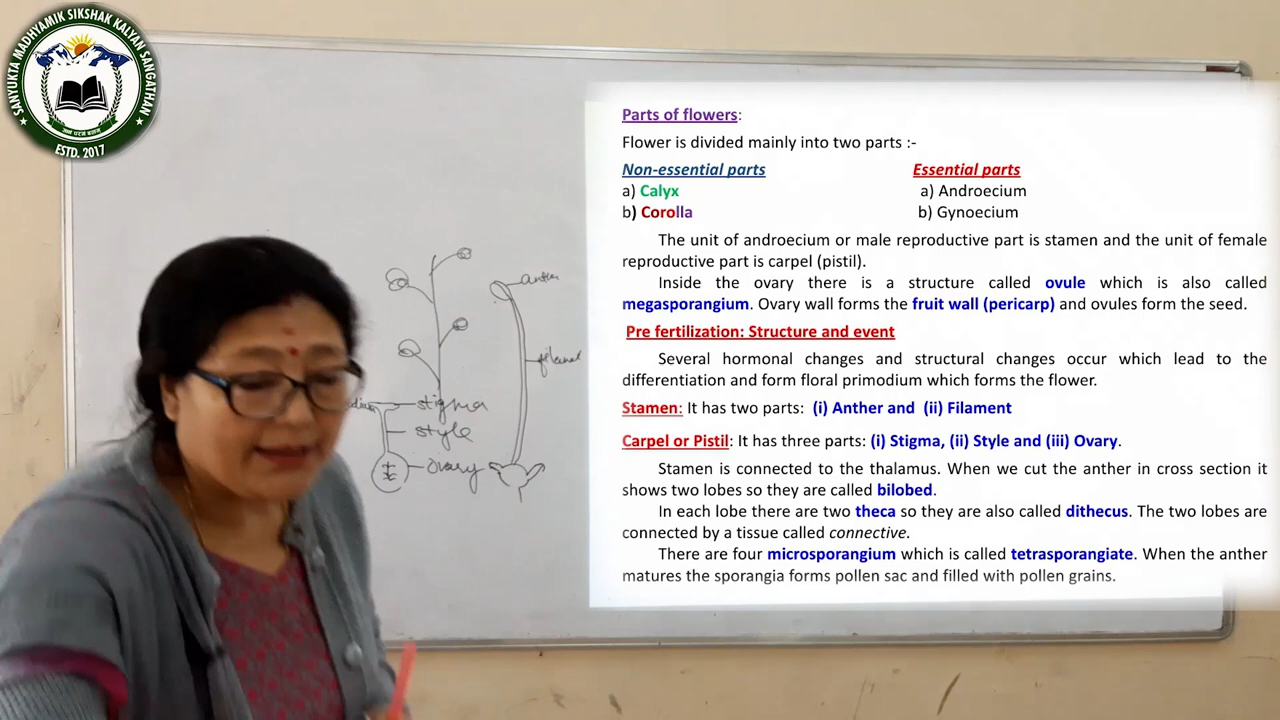 SANYUKTA MADHYAMIK SIKSHAK KALYAN SANGATHAN
ESTD. 2017
Parts of flowers:
Flower is divided mainly into two parts :-
Non-essential parts Essential parts
a) Calyx a) Androecium
b) Corolla b) Gynoecium
The unit of androecium or male reproductive part is stamen and the unit of female
reproductive part is carpel (pistil).
Inside the ovary there is a structure called ovule which is also called
megasporangium. Ovary wall forms the fruit wall (pericarp) and ovules form the seed.
Pre fertilization: Structure and event
Several hormonal changes and structural changes occur which lead to the
differentiation and form floral primodium which forms the flower.
Stamen: It has two parts: (i) Anther and (ii) Filament
Carpel or Pistil: It has three parts: (i) Stigma, (ii) Style and (iii) Ovary.
Stamen is connected to the thalamus. When we cut the anther in cross section it
shows two lobes so they are called bilobed.
In each lobe there are two theca so they are also called dithecus. The two lobes are
connected by a tissue called connective.
There are four microsporangium which is called tetrasporangiate. When the anther
matures the sporangia forms pollen sac and filled with pollen grains.
anther
stigma
style
ovary